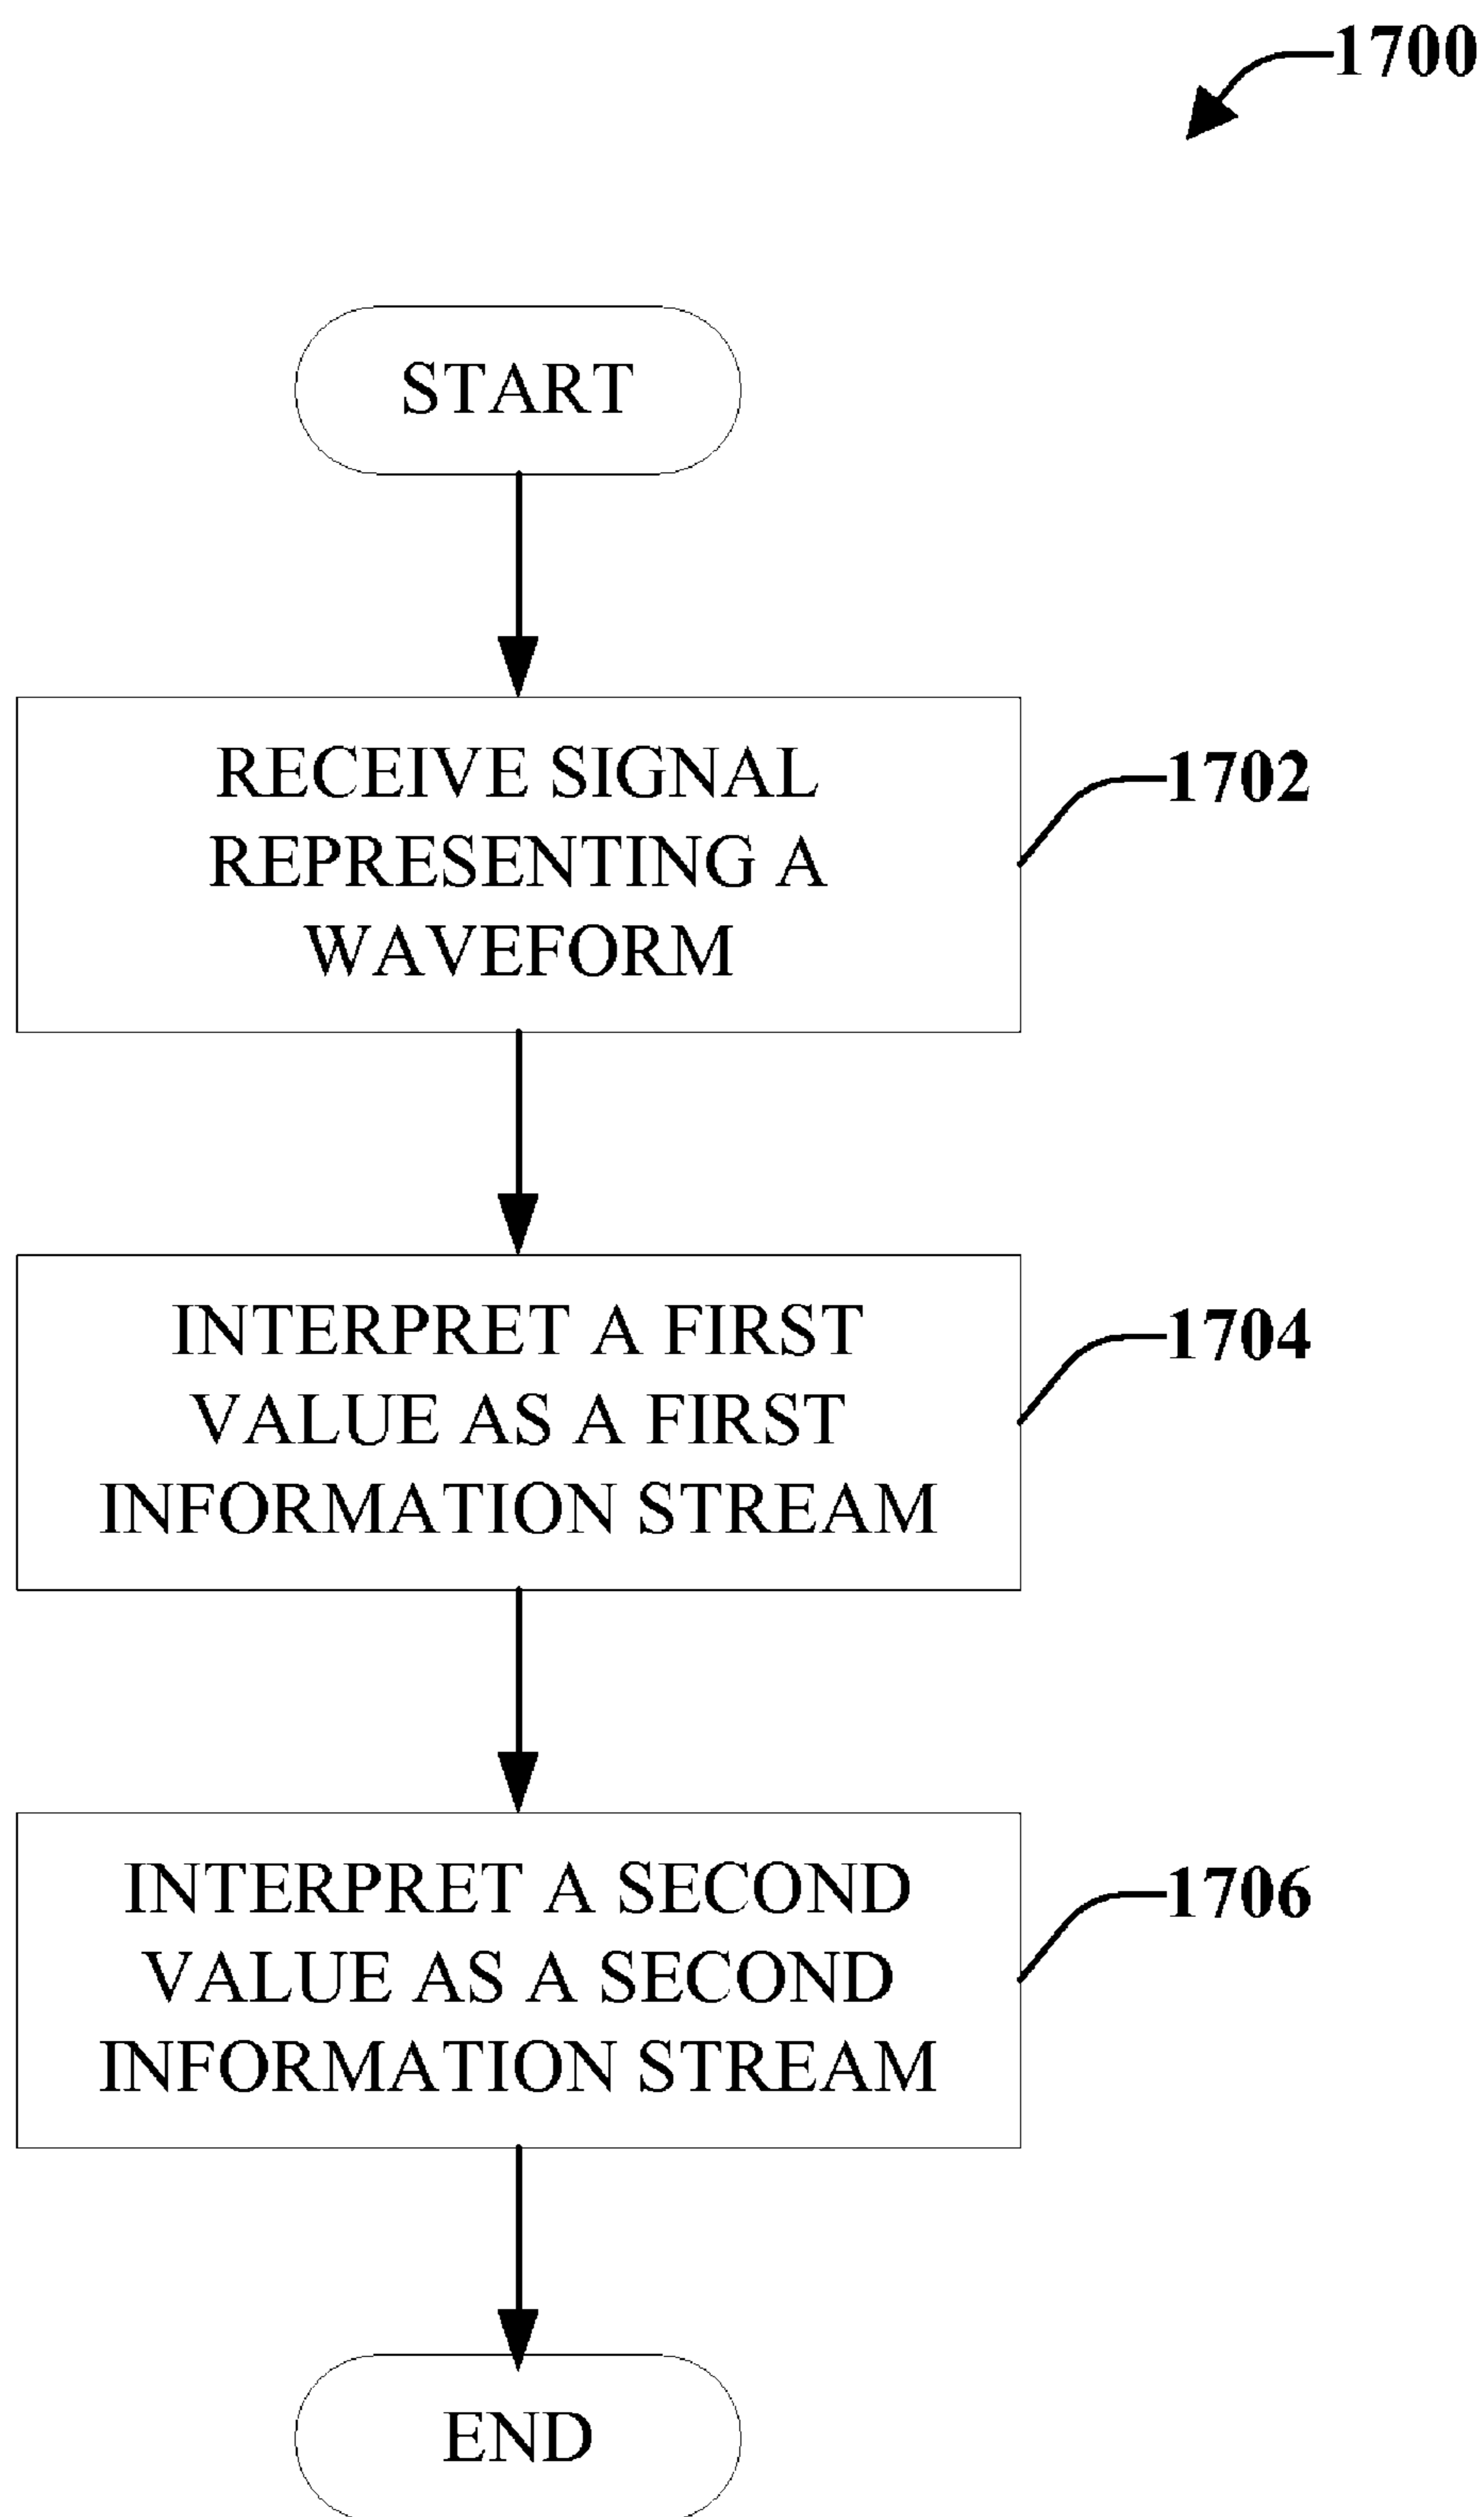 1700
START
RECEIVE SIGNAL
REPRESENTING A
WAVEFORM
1702
INTERPRET A FIRST
VALUE AS A FIRST
INFORMATION STREAM
1704
INTERPRET A SECOND
VALUE AS A SECOND
INFORMATION STREAM
1706
END